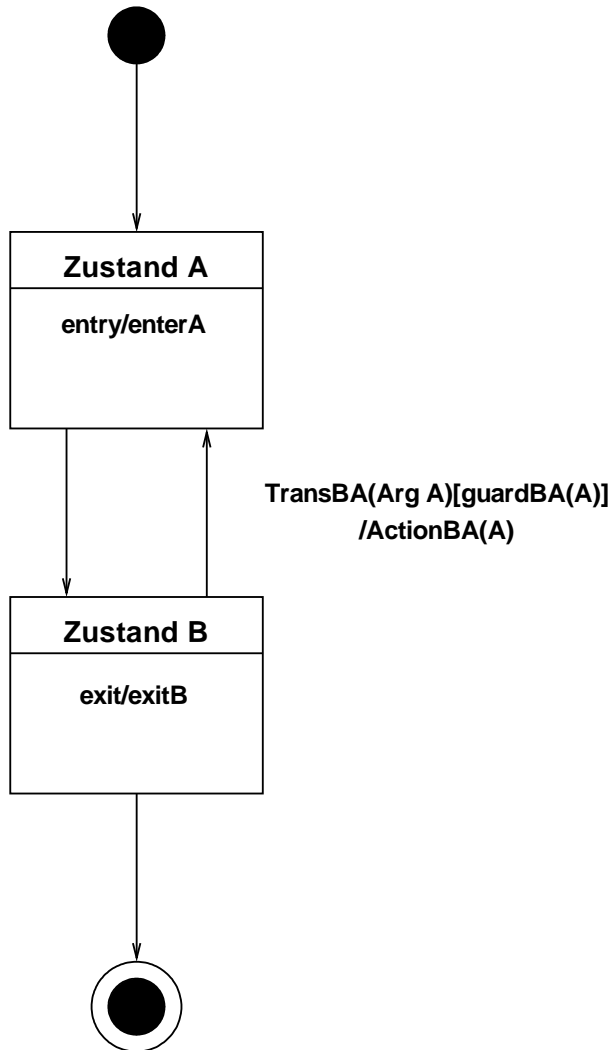 Zustand A
entry/enterA
TransBA(Arg A)[guardBA(A)]
/ActionBA(A)
Zustand B
exit/exitB